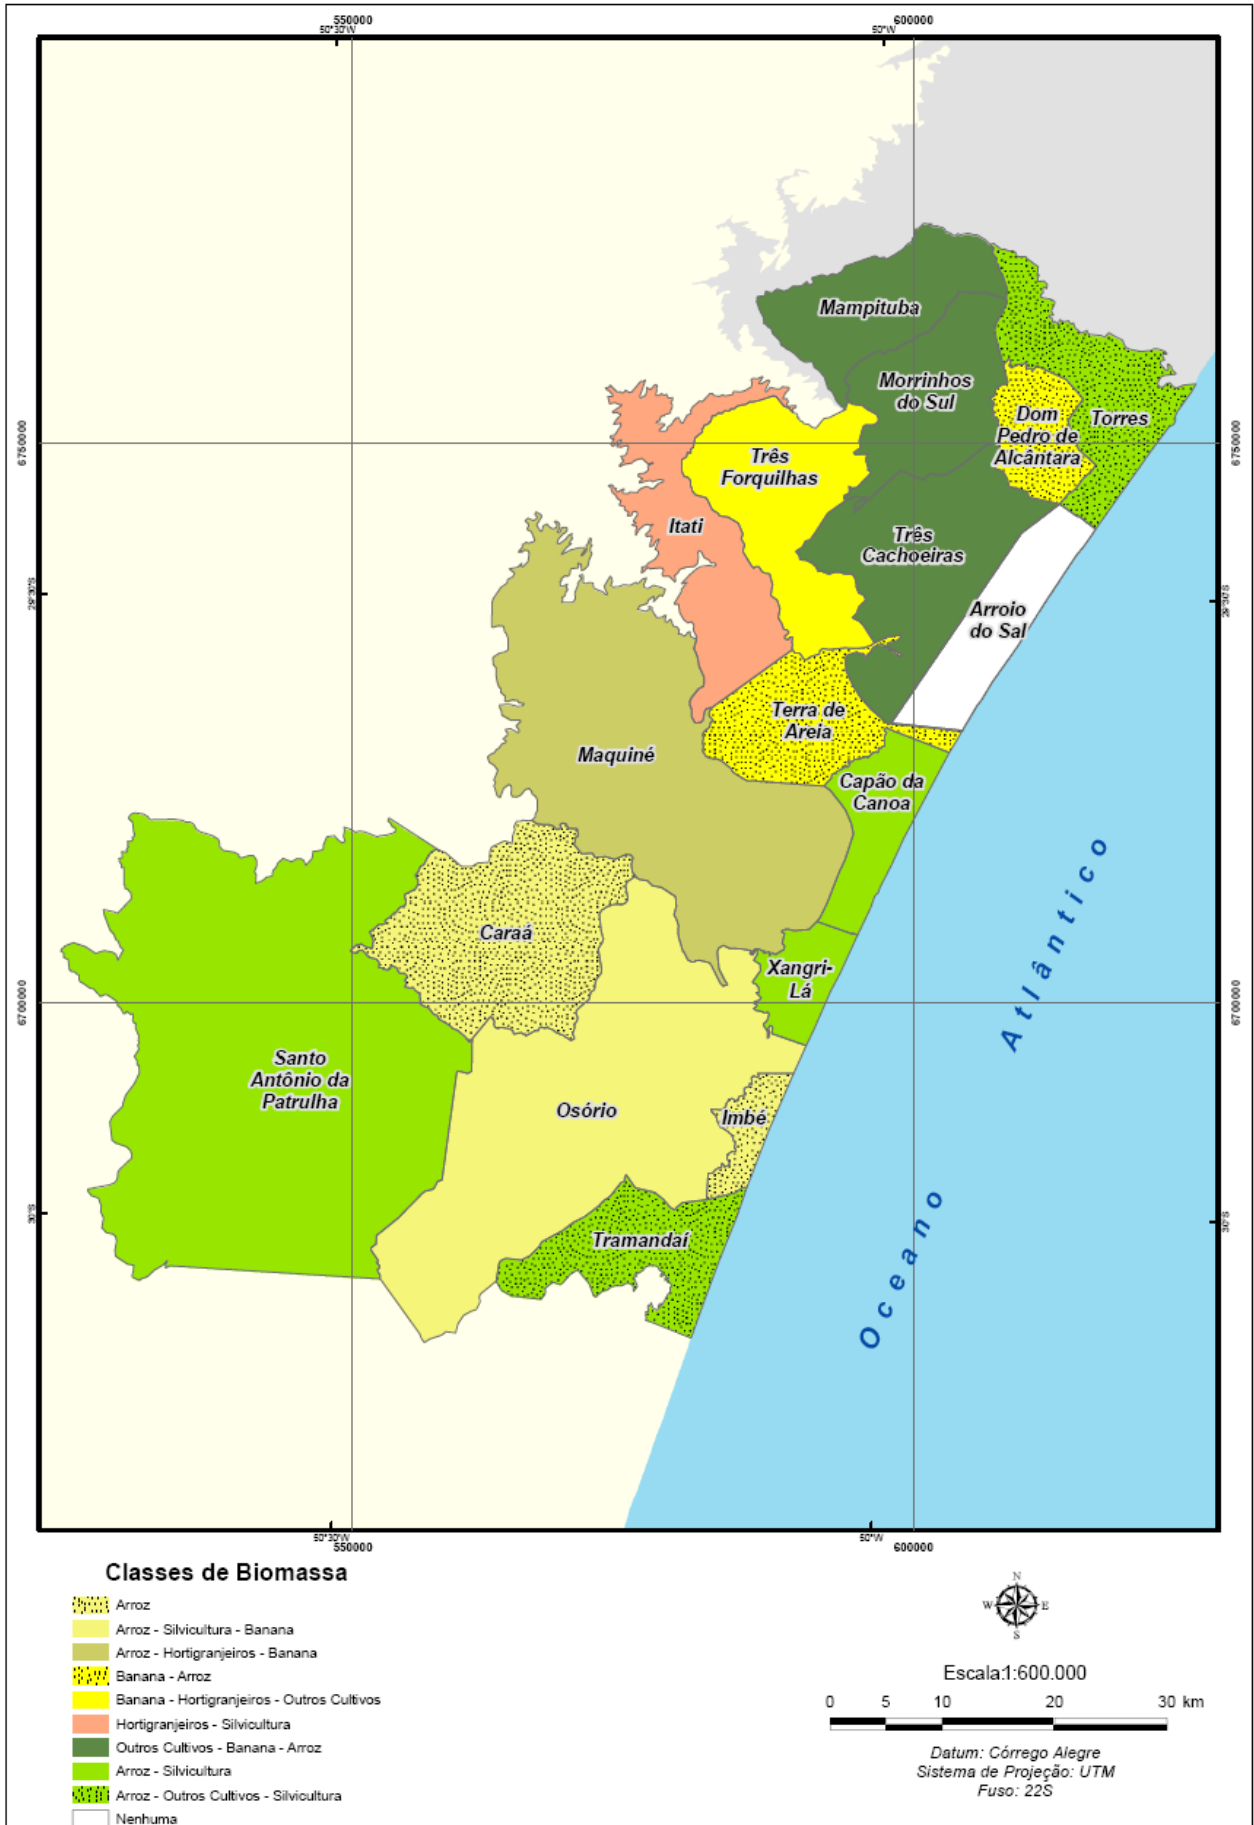 550000
600000
50°30'W
50°W
Mampituba
Morrinhos
do Sul
Dom
Pedro de
Alcântara
Torres
6750000
6750000
Três
Forquilhas
Itati
Três
Cachoeiras
29°30'S
29°30'S
Arroio
do Sal
Terra de
Areia
Maquiné
Capão da
Canoa
Atlântico
Caraá
Xangri-
Lá
6700000
6700000
Santo
Antônio da
Patrulha
Osório
Imbé
30°S
30°S
Tramandaí
Oceano
50°30'W
50°W
550000
600000
Classes de Biomassa
Arroz
Arroz - Silvicultura - Banana
Arroz - Hortigranjeiros - Banana
Banana - Arroz
Banana - Hortigranjeiros - Outros Cultivos
Hortigranjeiros - Silvicultura
Outros Cultivos - Banana - Arroz
Arroz - Silvicultura
Arroz - Outros Cultivos - Silvicultura
Nenhuma
N
W E
S
Escala:1:600.000
0 5 10 20 30 km
Datum: Córrego Alegre
Sistema de Projeção: UTM
Fuso: 22S